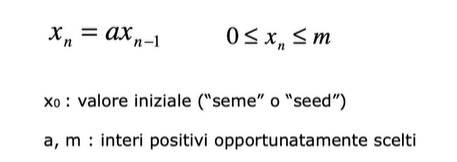 xₙ = axₙ₋₁ 0 ≤ xₙ ≤ m
x₀ : valore iniziale (“seme” o “seed”)
a, m : interi positivi opportunatamente scelti